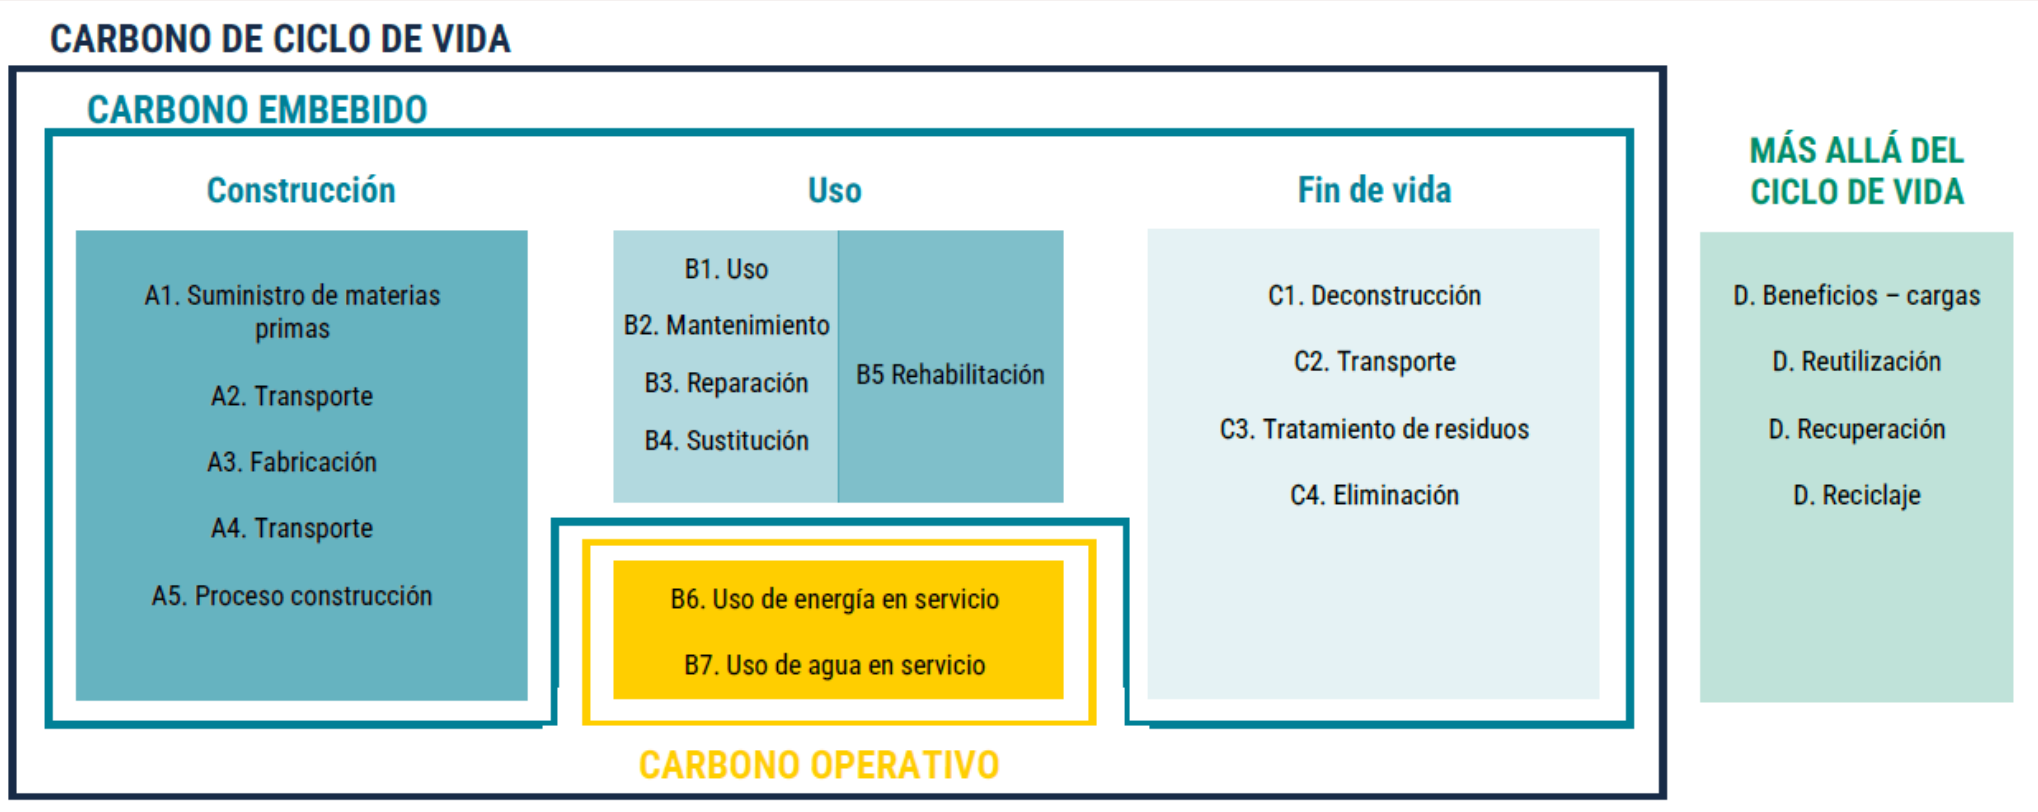 CARBONO DE CICLO DE VIDA
CARBONO EMBEBIDO
Construcción
A1. Suministro de materias
primas
A2. Transporte
A3. Fabricación
A4. Transporte
A5. Proceso construcción
Uso
B1. Uso
B2. Mantenimiento
B3. Reparación
B4. Sustitución
B5 Rehabilitación
B6. Uso de energía en servicio
B7. Uso de agua en servicio
CARBONO OPERATIVO
Fin de vida
C1. Deconstrucción
C2. Transporte
C3. Tratamiento de residuos
C4. Eliminación
MÁS ALLÁ DEL
CICLO DE VIDA
D. Beneficios – cargas
D. Reutilización
D. Recuperación
D. Reciclaje